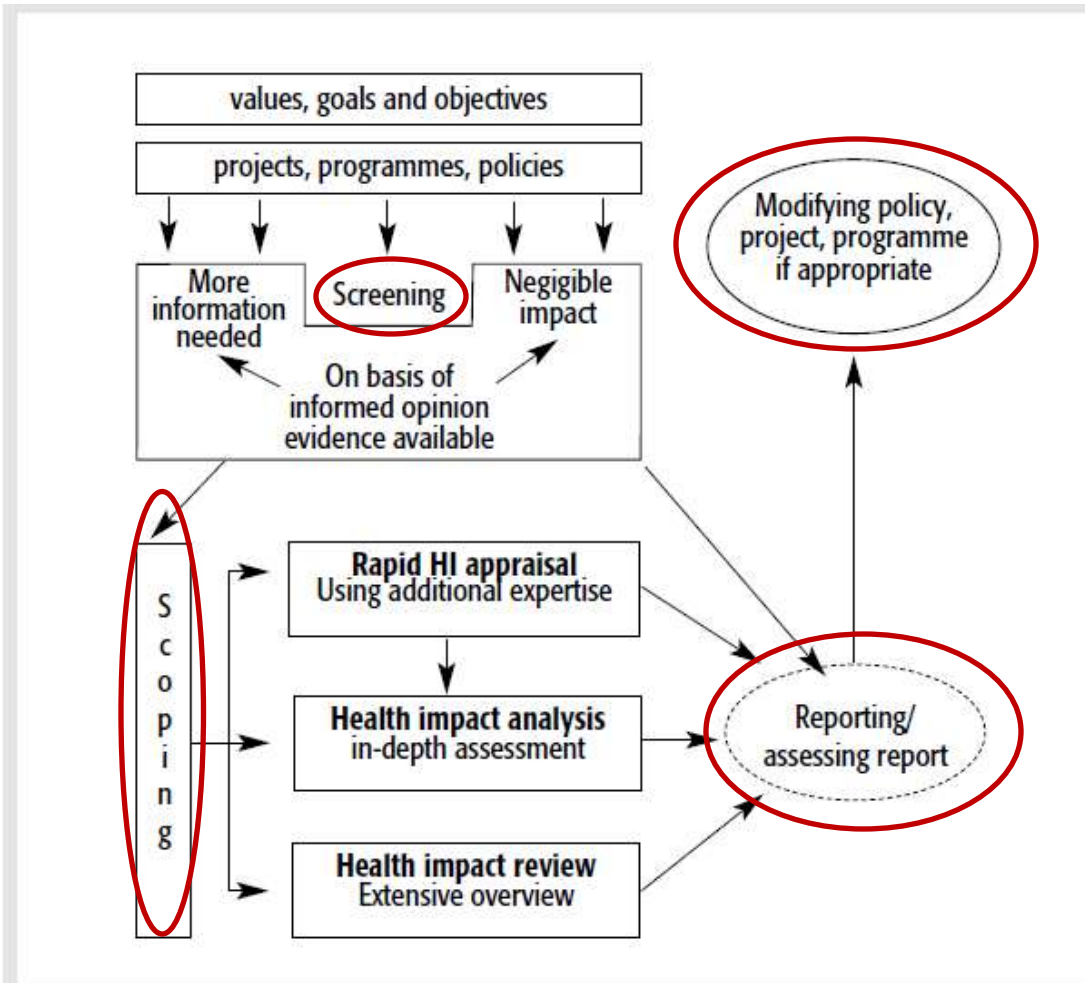 values, goals and objectives
projects, programmes, policies
More
information
needed
Screening
Negigible
impact
On basis of
informed opinion
evidence available
Modifying policy,
project, programme
if appropriate
Scoping
Rapid HI appraisal
Using additional expertise
Health impact analysis
in-depth assessment
Health impact review
Extensive overview
Reporting/
assessing report